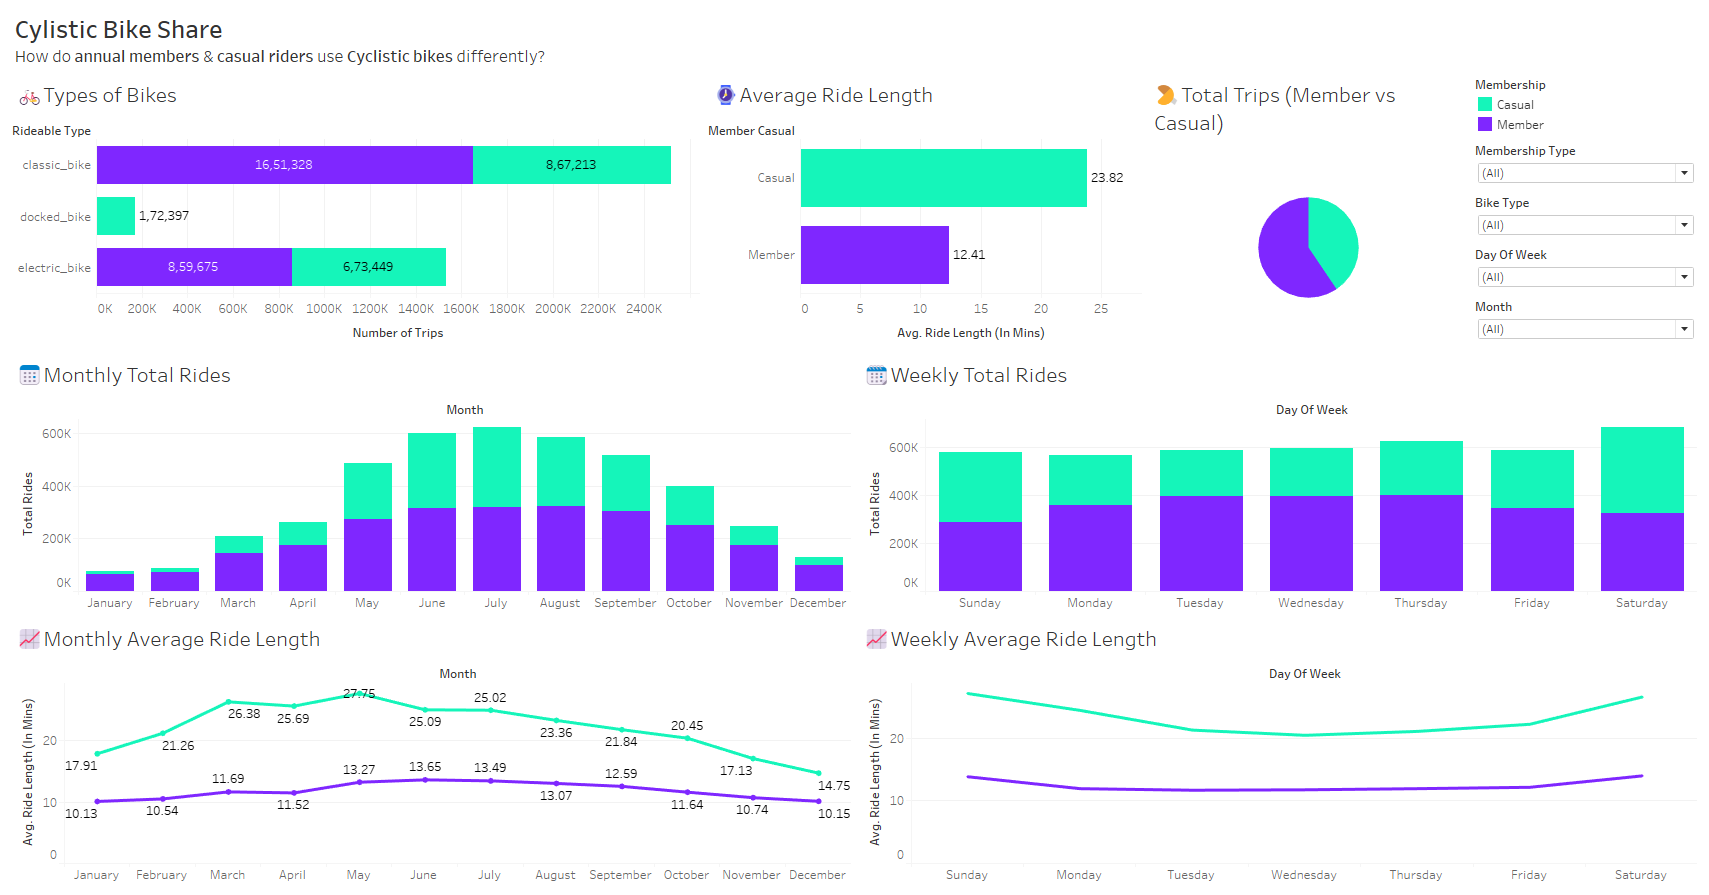 Cylistic Bike Share
How do annual members & casual riders use Cyclistic bikes differently?
Types of Bikes
Rideable Type
classic_bike
16,51,328
8,67,213
docked_bike
1,72,397
electric_bike
8,59,675
6,73,449
0K 200K 400K 600K 800K 1000K 1200K 1400K 1600K 1800K 2000K 2200K 2400K
Number of Trips
Average Ride Length
Member Casual
Casual
23.82
Member
12.41
0 5 10 15 20 25
Avg. Ride Length (In Mins)
Total Trips (Member vs
Casual)
Membership
Casual
Member
Membership Type
(All)
Bike Type
(All)
Day Of Week
(All)
Month
(All)
Monthly Total Rides
Month
Total Rides
600K
400K
200K
0K
January February March April May June July August September October November December
Weekly Total Rides
Day Of Week
Total Rides
600K
400K
200K
0K
Sunday Monday Tuesday Wednesday Thursday Friday Saturday
Monthly Average Ride Length
Month
Avg. Ride Length (In Mins)
20
10
0
17.91 21.26 26.38 25.69 27.75 25.09 25.02 23.36 21.84 20.45 17.13 14.75
10.13 10.54 11.69 11.52 13.27 13.65 13.49 13.07 12.59 11.64 10.74 10.15
January February March April May June July August September October November December
Weekly Average Ride Length
Day Of Week
Avg. Ride Length (In Mins)
20
10
0
Sunday Monday Tuesday Wednesday Thursday Friday Saturday